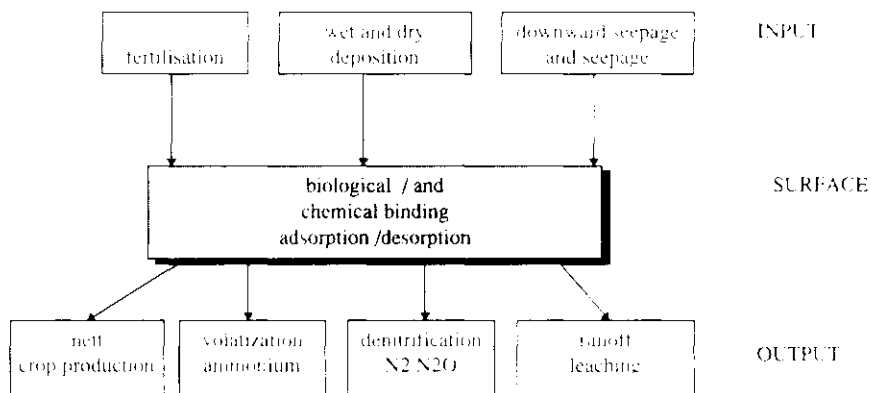 fertilisation
wet and dry
deposition
downward seepage
and seepage
INPUT
biological / and
chemical binding
adsorption /desorption
SURFACE
nett
crop production
volatization
ammonium
denitrification
N2 N2O
runoff
leaching
OUTPUT